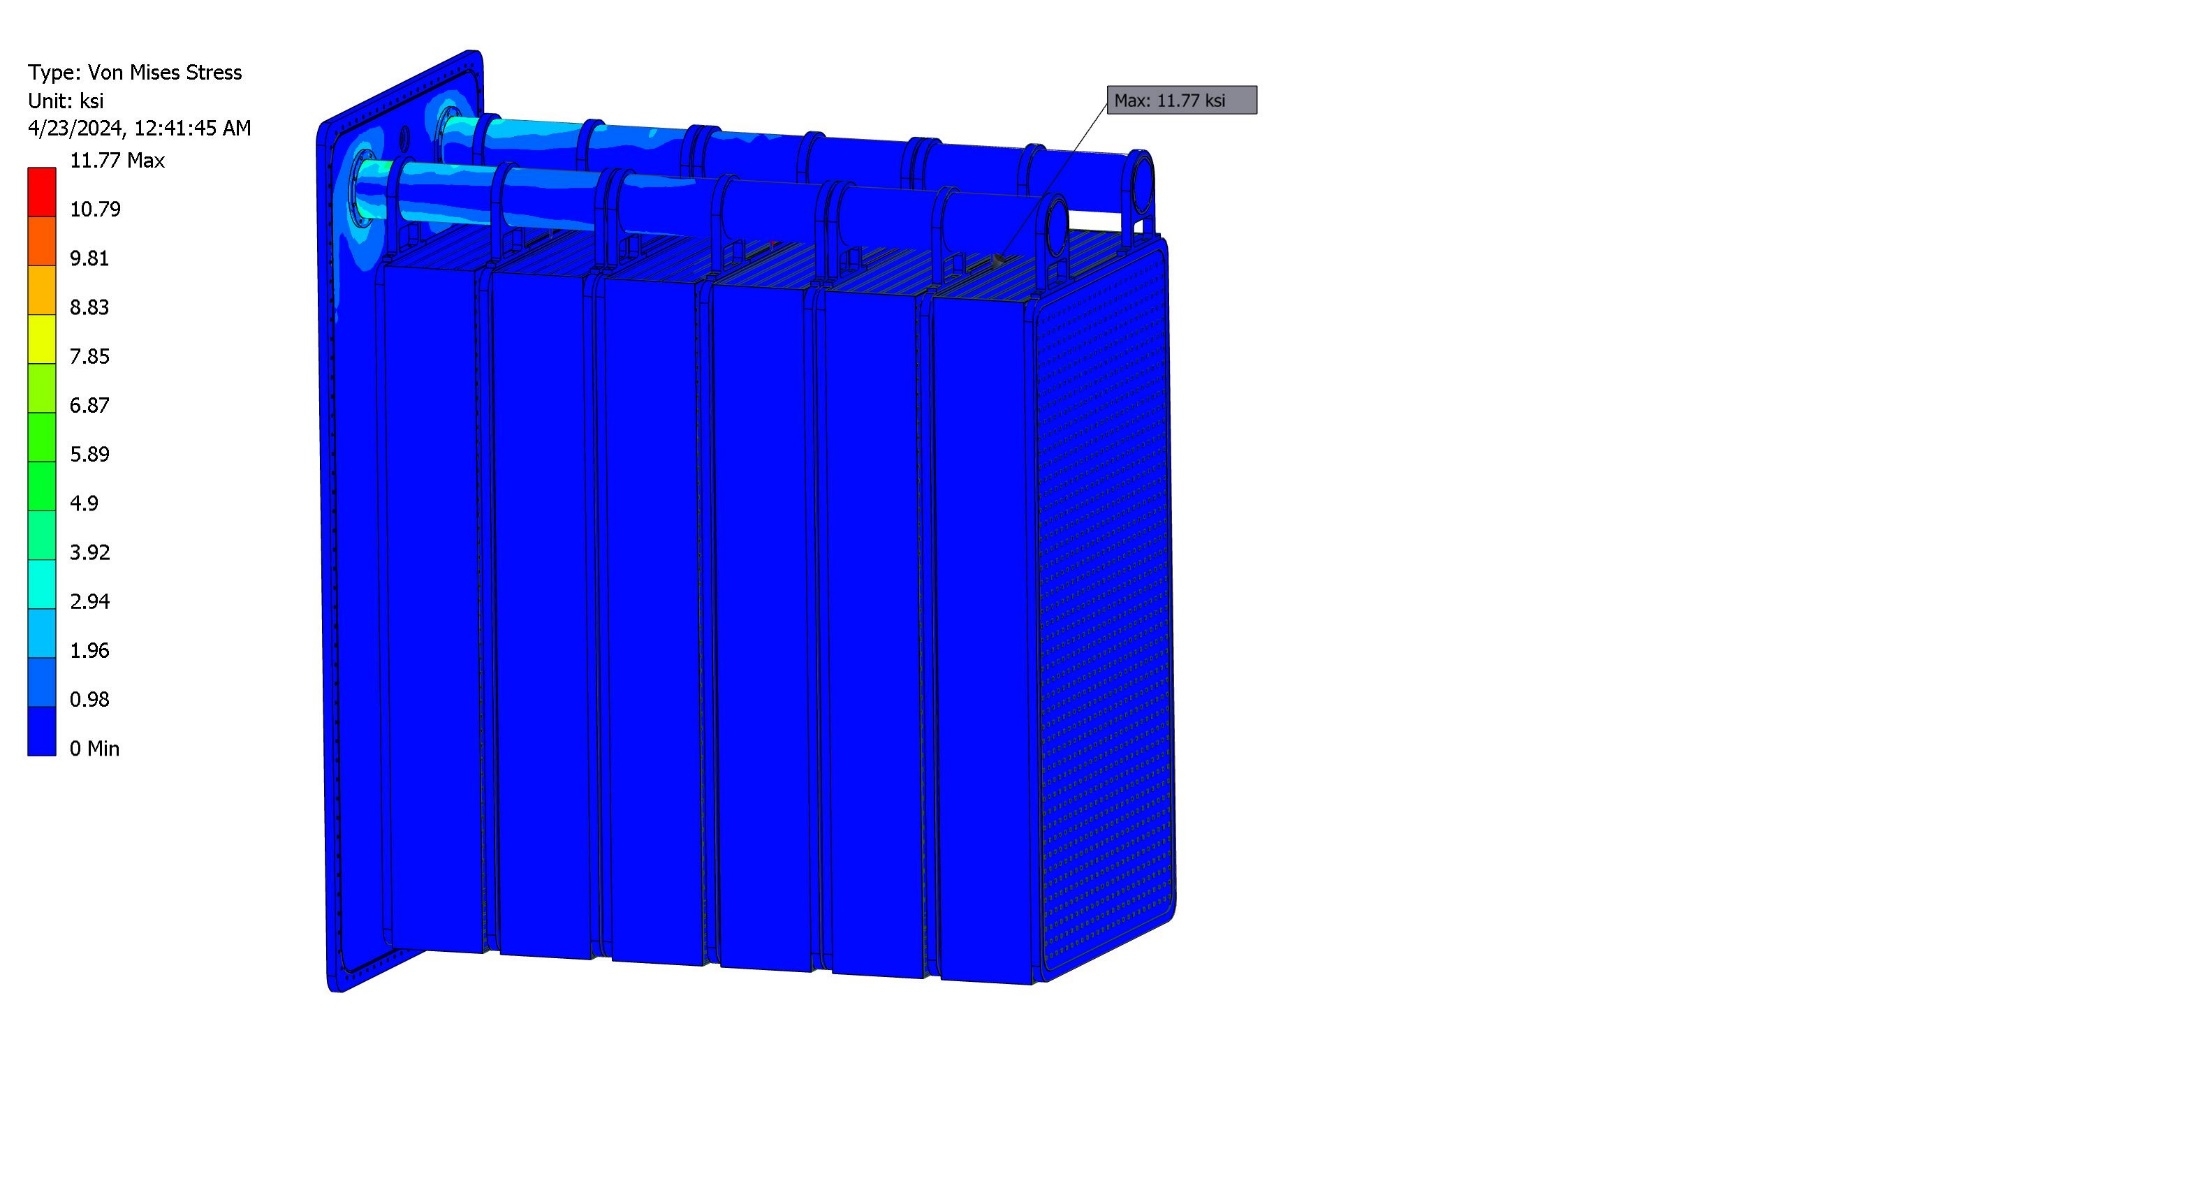 Type: Von Mises Stress
Unit: ksi
4/23/2024, 12:41:45 AM
11.77 Max
10.79
9.81
8.83
7.85
6.87
5.89
4.9
3.92
2.94
1.96
0.98
0 Min
Max: 11.77 ksi